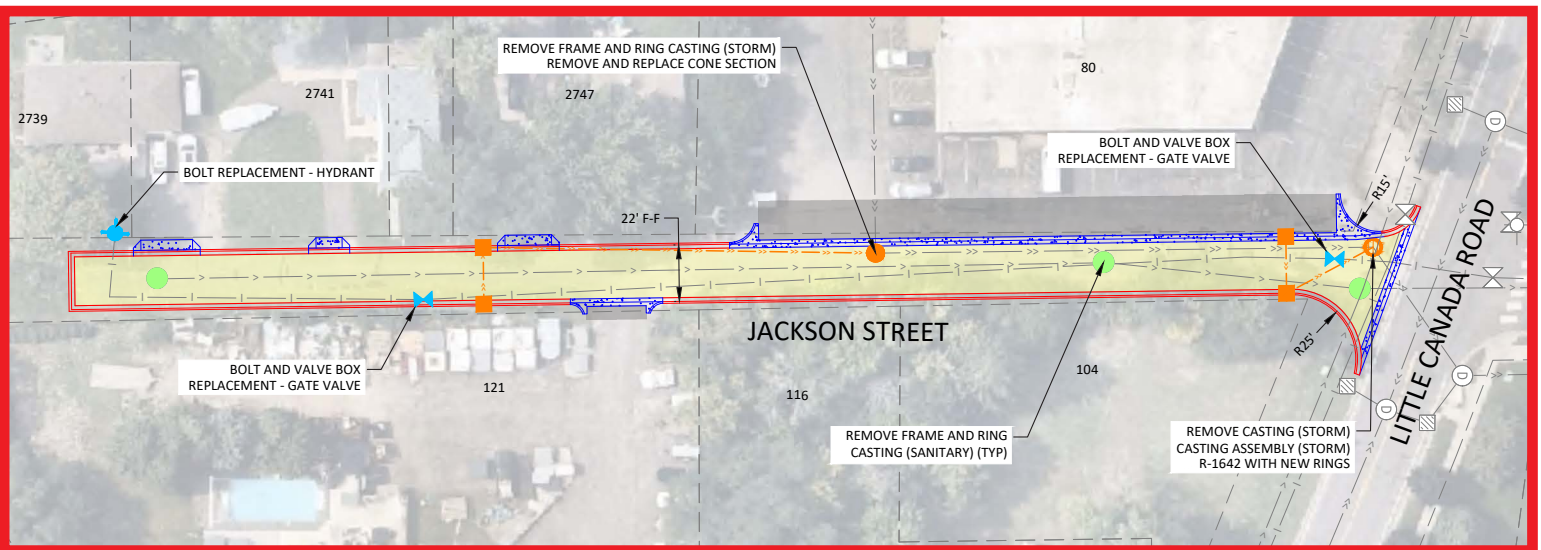 REMOVE FRAME AND RING CASTING (STORM)
REMOVE AND REPLACE CONE SECTION
80
2741
2747
2739
BOLT AND VALVE BOX
REPLACEMENT - GATE VALVE
BOLT REPLACEMENT - HYDRANT
R15'
22' F-F
D
JACKSON STREET
LITTLE CANADA ROAD
R25'
BOLT AND VALVE BOX
REPLACEMENT - GATE VALVE
121
116
104
D
D
REMOVE FRAME AND RING
CASTING (SANITARY) (TYP)
REMOVE CASTING (STORM)
CASTING ASSEMBLY (STORM)
R-1642 WITH NEW RINGS